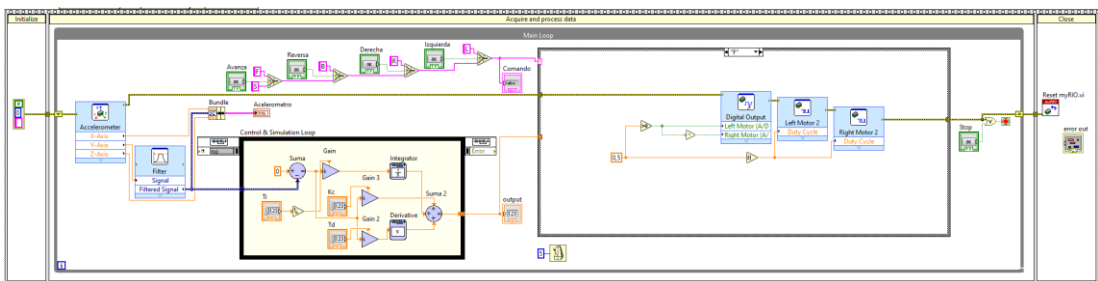 Initialize
Acquire and process data
Close
Main Loop
Avanza
Reversa
Derecha
Izquierda
F
S
B
R
L
Comando
"F"
Accelerometer
X-Axis
Y-Axis
Z-Axis
Bundle
Acelerometro
Filter
Signal
Filtered Signal
Control & Simulation Loop
Error
Suma
Gain
Integrator
0
Gain 3
Suma 2
Ti
Kc
Gain 2
Derivative
Td
output
0,5
Digital Output
Left Motor (A/D
Right Motor (A/
Left Motor 2
Duty Cycle
Right Motor 2
Duty Cycle
Stop
Reset myRIO.vi
error out
5
i